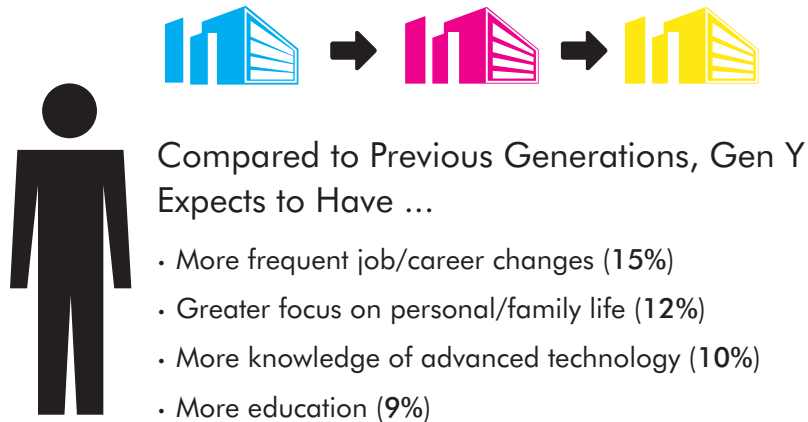 Compared to Previous Generations, Gen Y
Expects to Have ...
· More frequent job/career changes (15%)
· Greater focus on personal/family life (12%)
· More knowledge of advanced technology (10%)
· More education (9%)